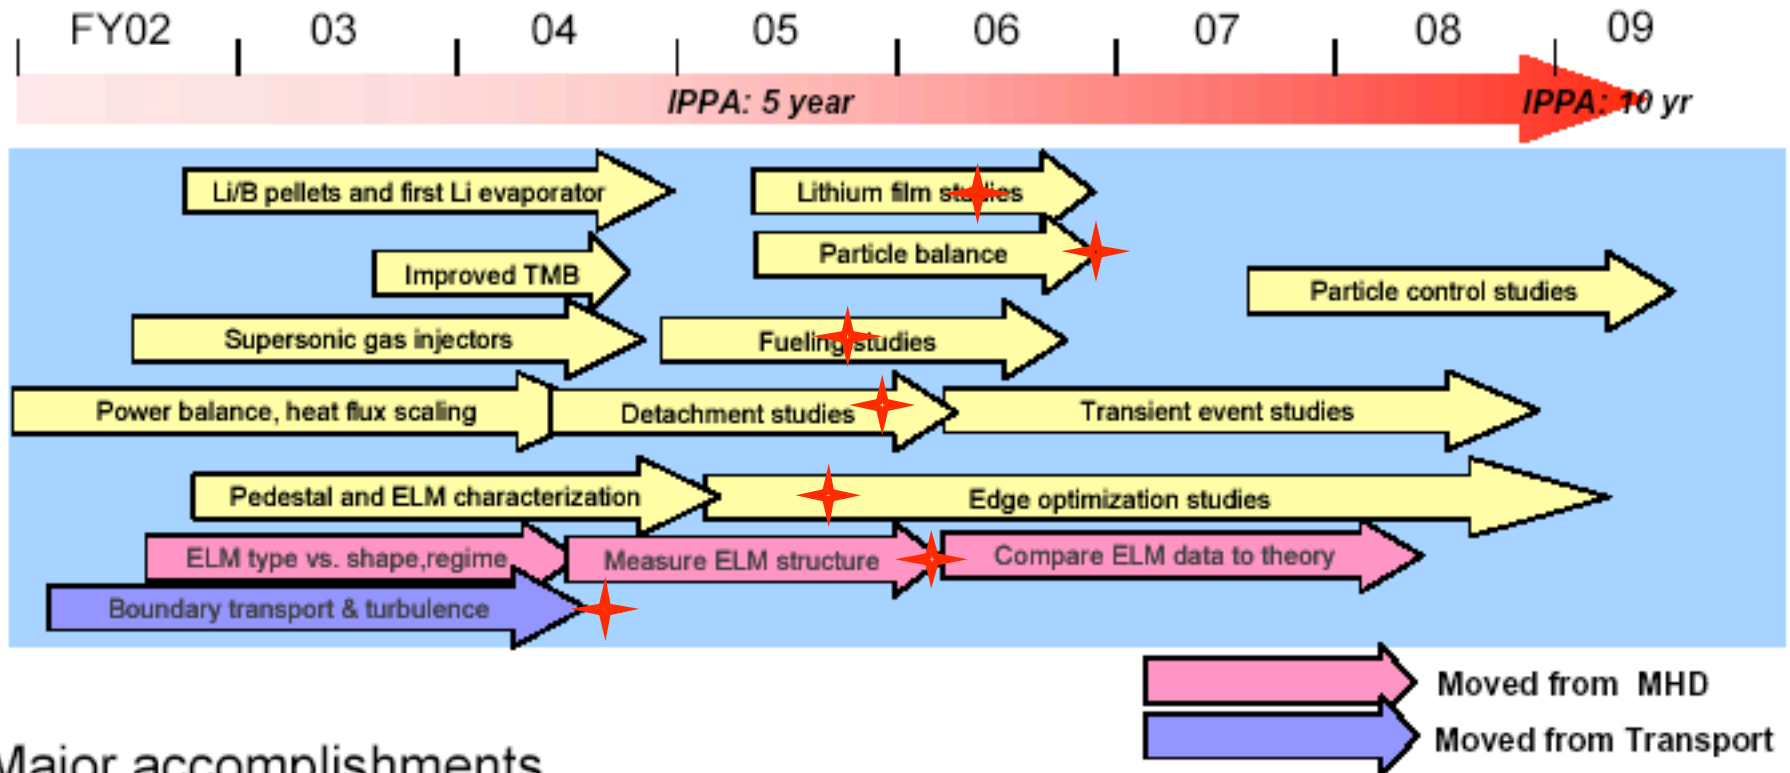 FY02 03 04 05 06 07 08 09
IPPA: 5 year IPPA: 10 yr
Li/B pellets and first Li evaporator Lithium film studies
Particle balance
Improved TMB Particle control studies
Supersonic gas injectors Fueling studies
Power balance, heat flux scaling Detachment studies Transient event studies
Pedestal and ELM characterization Edge optimization studies
ELM type vs. shape,regime Measure ELM structure Compare ELM data to theory
Boundary transport & turbulence
Moved from MHD
Moved from Transport
Major accomplishments